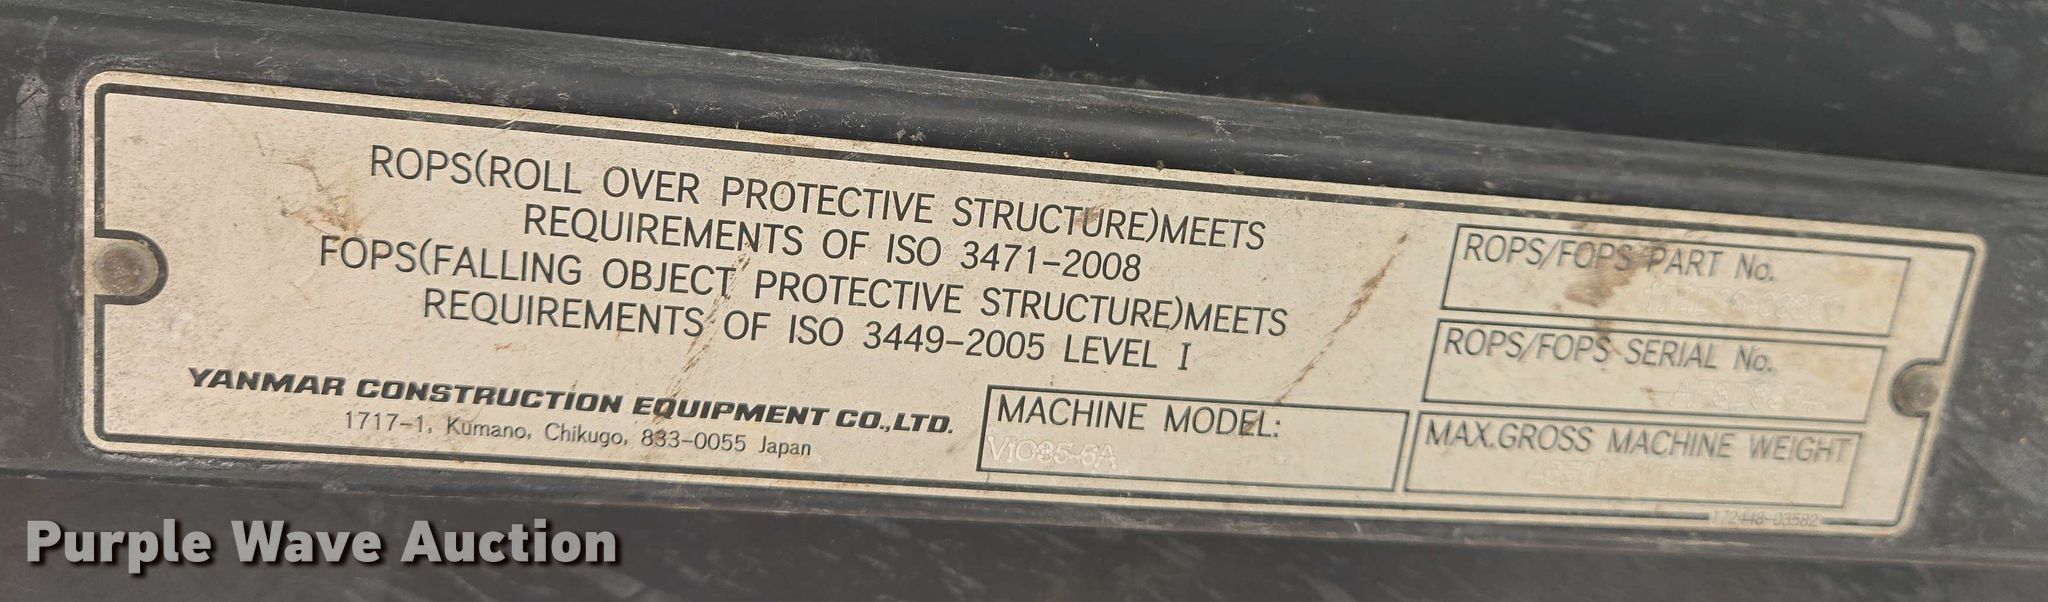 ROPS(ROLL OVER PROTECTIVE STRUCTURE)MEETS
REQUIREMENTS OF ISO 3471-2008
FOPS(FALLING OBJECT PROTECTIVE STRUCTURE)MEETS
REQUIREMENTS OF ISO 3449-2005 LEVEL I
YANMAR CONSTRUCTION EQUIPMENT CO.,LTD.
1717-1, Kumano, Chikugo, 833-0055 Japan
MACHINE MODEL:
ROPS/FOPS PART No.
ROPS/FOPS SERIAL No.
MAX.GROSS MACHINE WEIGHT
172448-03582
Purple Wave Auction